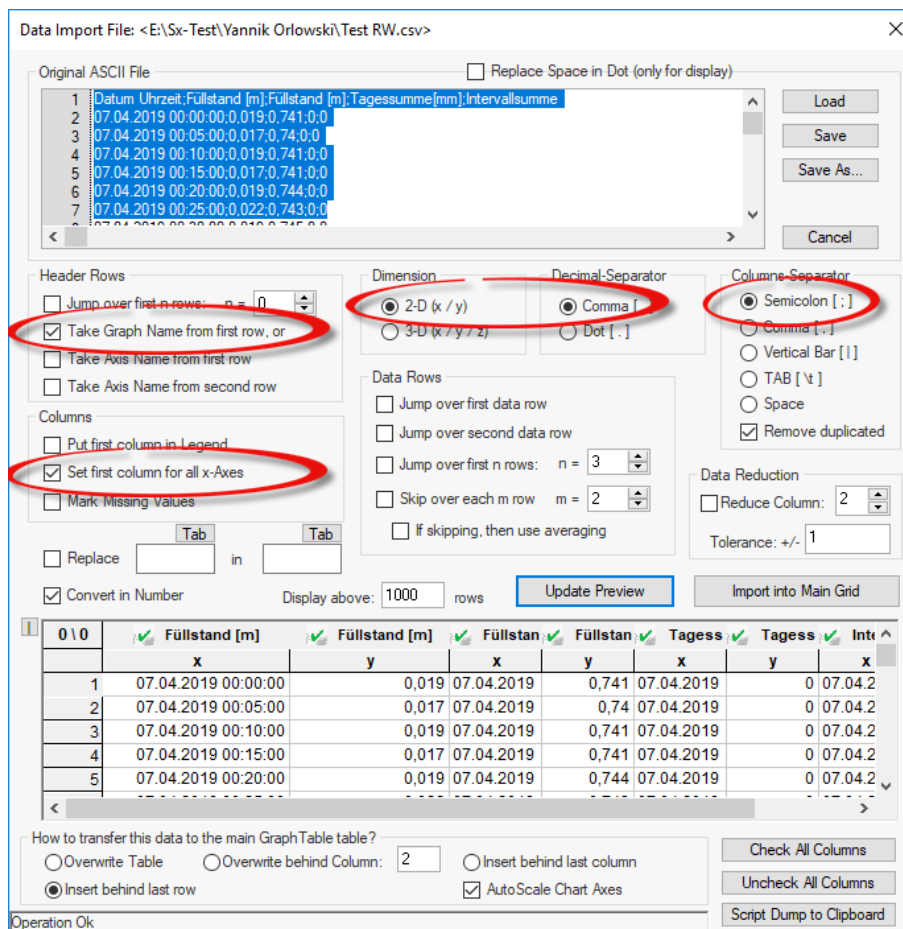 Data Import File: <E:\Sx-Test\Yannik Orlowski\Test RW.csv>
Original ASCII File
Replace Space in Dot (only for display)
1 Datum Uhrzeit;Füllstand [m];Füllstand [m];Tagessumme[mm];Intervallsumme
2 07.04.2019 00:00:00;0,019;0,741;0;0
3 07.04.2019 00:05:00;0,017;0,74;0;0
4 07.04.2019 00:10:00;0,019;0,741;0;0
5 07.04.2019 00:15:00;0,017;0,741;0;0
6 07.04.2019 00:20:00;0,019;0,744;0;0
7 07.04.2019 00:25:00;0,022;0,743;0;0
Load
Save
Save As...
Cancel
Header Rows
Jump over first n rows: n = 0
Take Graph Name from first row, or
Take Axis Name from first row
Take Axis Name from second row
Dimension
2-D (x / y)
3-D (x / y / z)
Decimal-Separator
Comma [
Dot [ . ]
Columns-Separator
Semicolon [ ; ]
Comma [ , ]
Vertical Bar [ | ]
TAB [ \t ]
Space
Remove duplicated
Columns
Put first column in Legend
Set first column for all x-Axes
Mark Missing Values
Data Rows
Jump over first data row
Jump over second data row
Jump over first n rows: n = 3
Skip over each m row m = 2
If skipping, then use averaging
Data Reduction
Reduce Column: 2
Tolerance: +/- 1
Tab Tab
Replace in
Convert in Number
Display above: 1000 rows
Update Preview
Import into Main Grid
0 \ 0 Füllstand [m] Füllstand [m] Füllstan Füllstan Tagess Tagess Inte
x y x y x y x
1 07.04.2019 00:00:00 0,019 07.04.2019 0,741 07.04.2019 0 07.04.2
2 07.04.2019 00:05:00 0,017 07.04.2019 0,74 07.04.2019 0 07.04.2
3 07.04.2019 00:10:00 0,019 07.04.2019 0,741 07.04.2019 0 07.04.2
4 07.04.2019 00:15:00 0,017 07.04.2019 0,741 07.04.2019 0 07.04.2
5 07.04.2019 00:20:00 0,019 07.04.2019 0,744 07.04.2019 0 07.04.2
How to transfer this data to the main GraphTable table?
Overwrite Table
Overwrite behind Column: 2
Insert behind last column
Insert behind last row
AutoScale Chart Axes
Check All Columns
Uncheck All Columns
Script Dump to Clipboard
Operation Ok